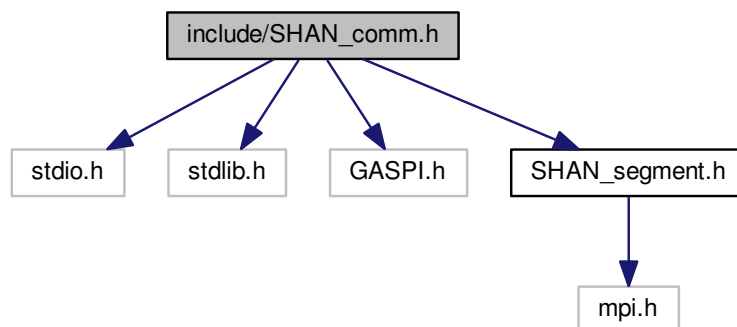 include/SHAN_comm.h
stdio.h
stdlib.h
GASPI.h
SHAN_segment.h
mpi.h